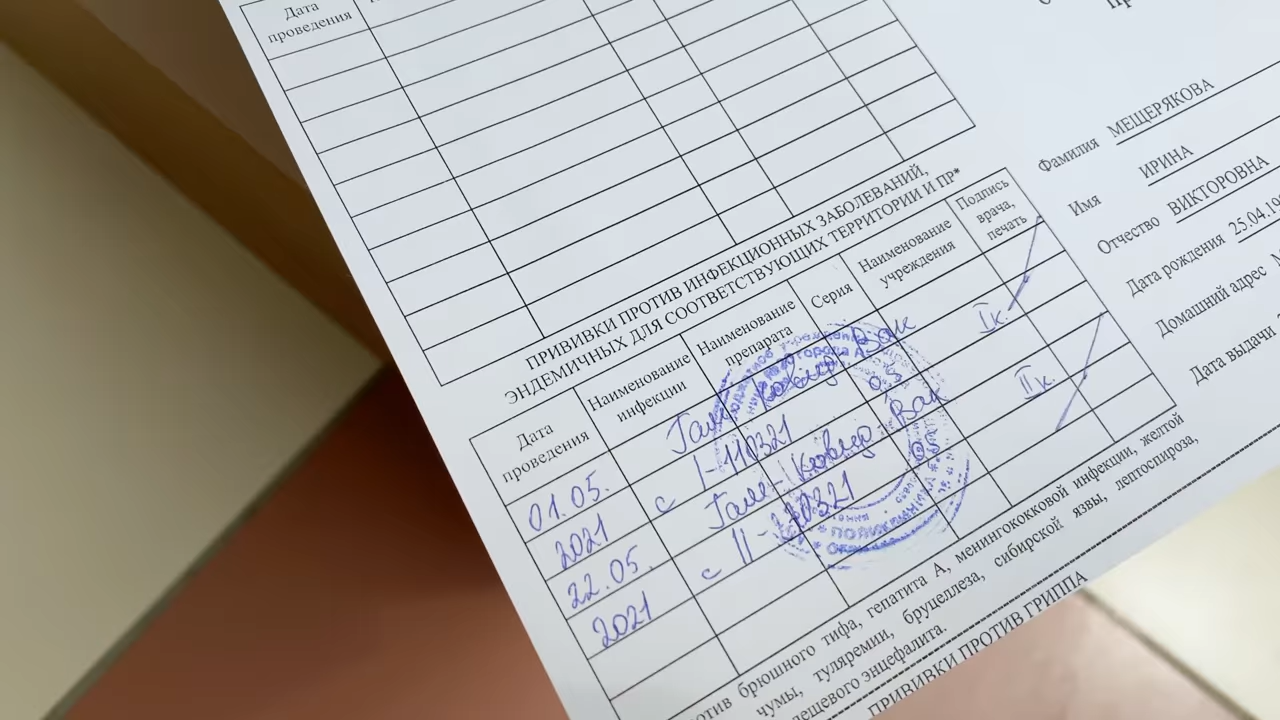 Дата
проведения
ПРИВИВКИ ПРОТИВ ИНФЕКЦИОННЫХ ЗАБОЛЕВАНИЙ,
ЭНДЕМИЧНЫХ ДЛЯ СООТВЕТСТВУЮЩИХ ТЕРРИТОРИИ И ПР*
Дата
проведения
Наименование
инфекции
Наименование
препарата
Серия
Наименование
учреждения
Подпись
врача,
печать
01.05.
2021
Гам Ковид Вак
с I-110321
0,5
Iк.
22.05.
2021
Гам-Ковид-Вак
с II-270321
0,5
IIк.
ПОЛИКЛИНИКА
брюшного тифа, гепатита А, менингококковой инфекции, желтой
чумы, туляремии, бруцеллеза, сибирской язвы, лептоспироза,
энцефалита.
ПРИВИВКИ ПРОТИВ ГРИППА
Фамилия МЕЩЕРЯКОВА
Имя ИРИНА
Отчество ВИКТОРОВНА
Дата рождения 25.04.19
Домашний адрес
Дата выдачи